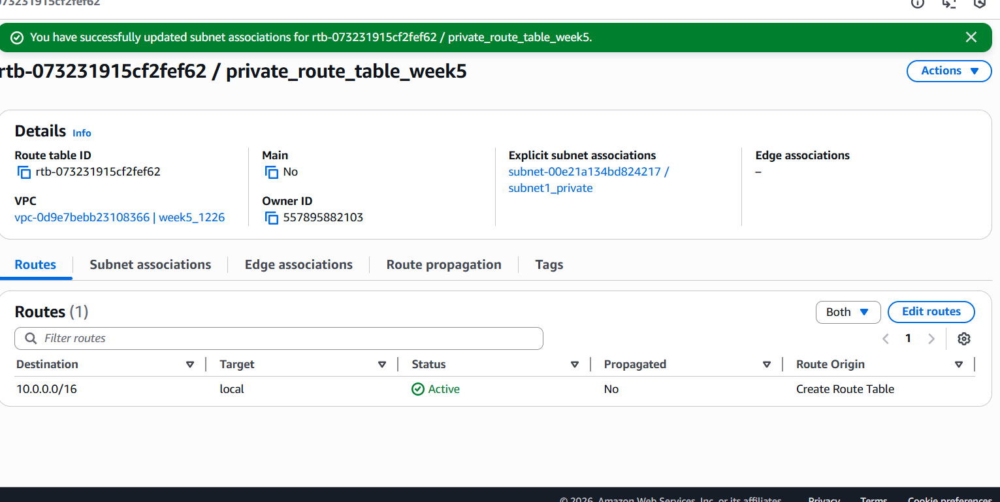 073231915cf2fef62
You have successfully updated subnet associations for rtb-073231915cf2fef62 / private_route_table_week5.
rtb-073231915cf2fef62 / private_route_table_week5
Actions
Details Info
Route table ID
rtb-073231915cf2fef62
Main
No
Explicit subnet associations
subnet-00e21a134bd824217 /
subnet1_private
Edge associations
–
VPC
vpc-0d9e7bebb23108366 | week5_1226
Owner ID
557895882103
Routes
Subnet associations
Edge associations
Route propagation
Tags
Routes (1)
Both
Edit routes
Filter routes
1
Destination Target Status Propagated Route Origin
10.0.0.0/16 local Active No Create Route Table
© 2026, Amazon Web Services, Inc. or its affiliates. Privacy Terms Cookie preferences